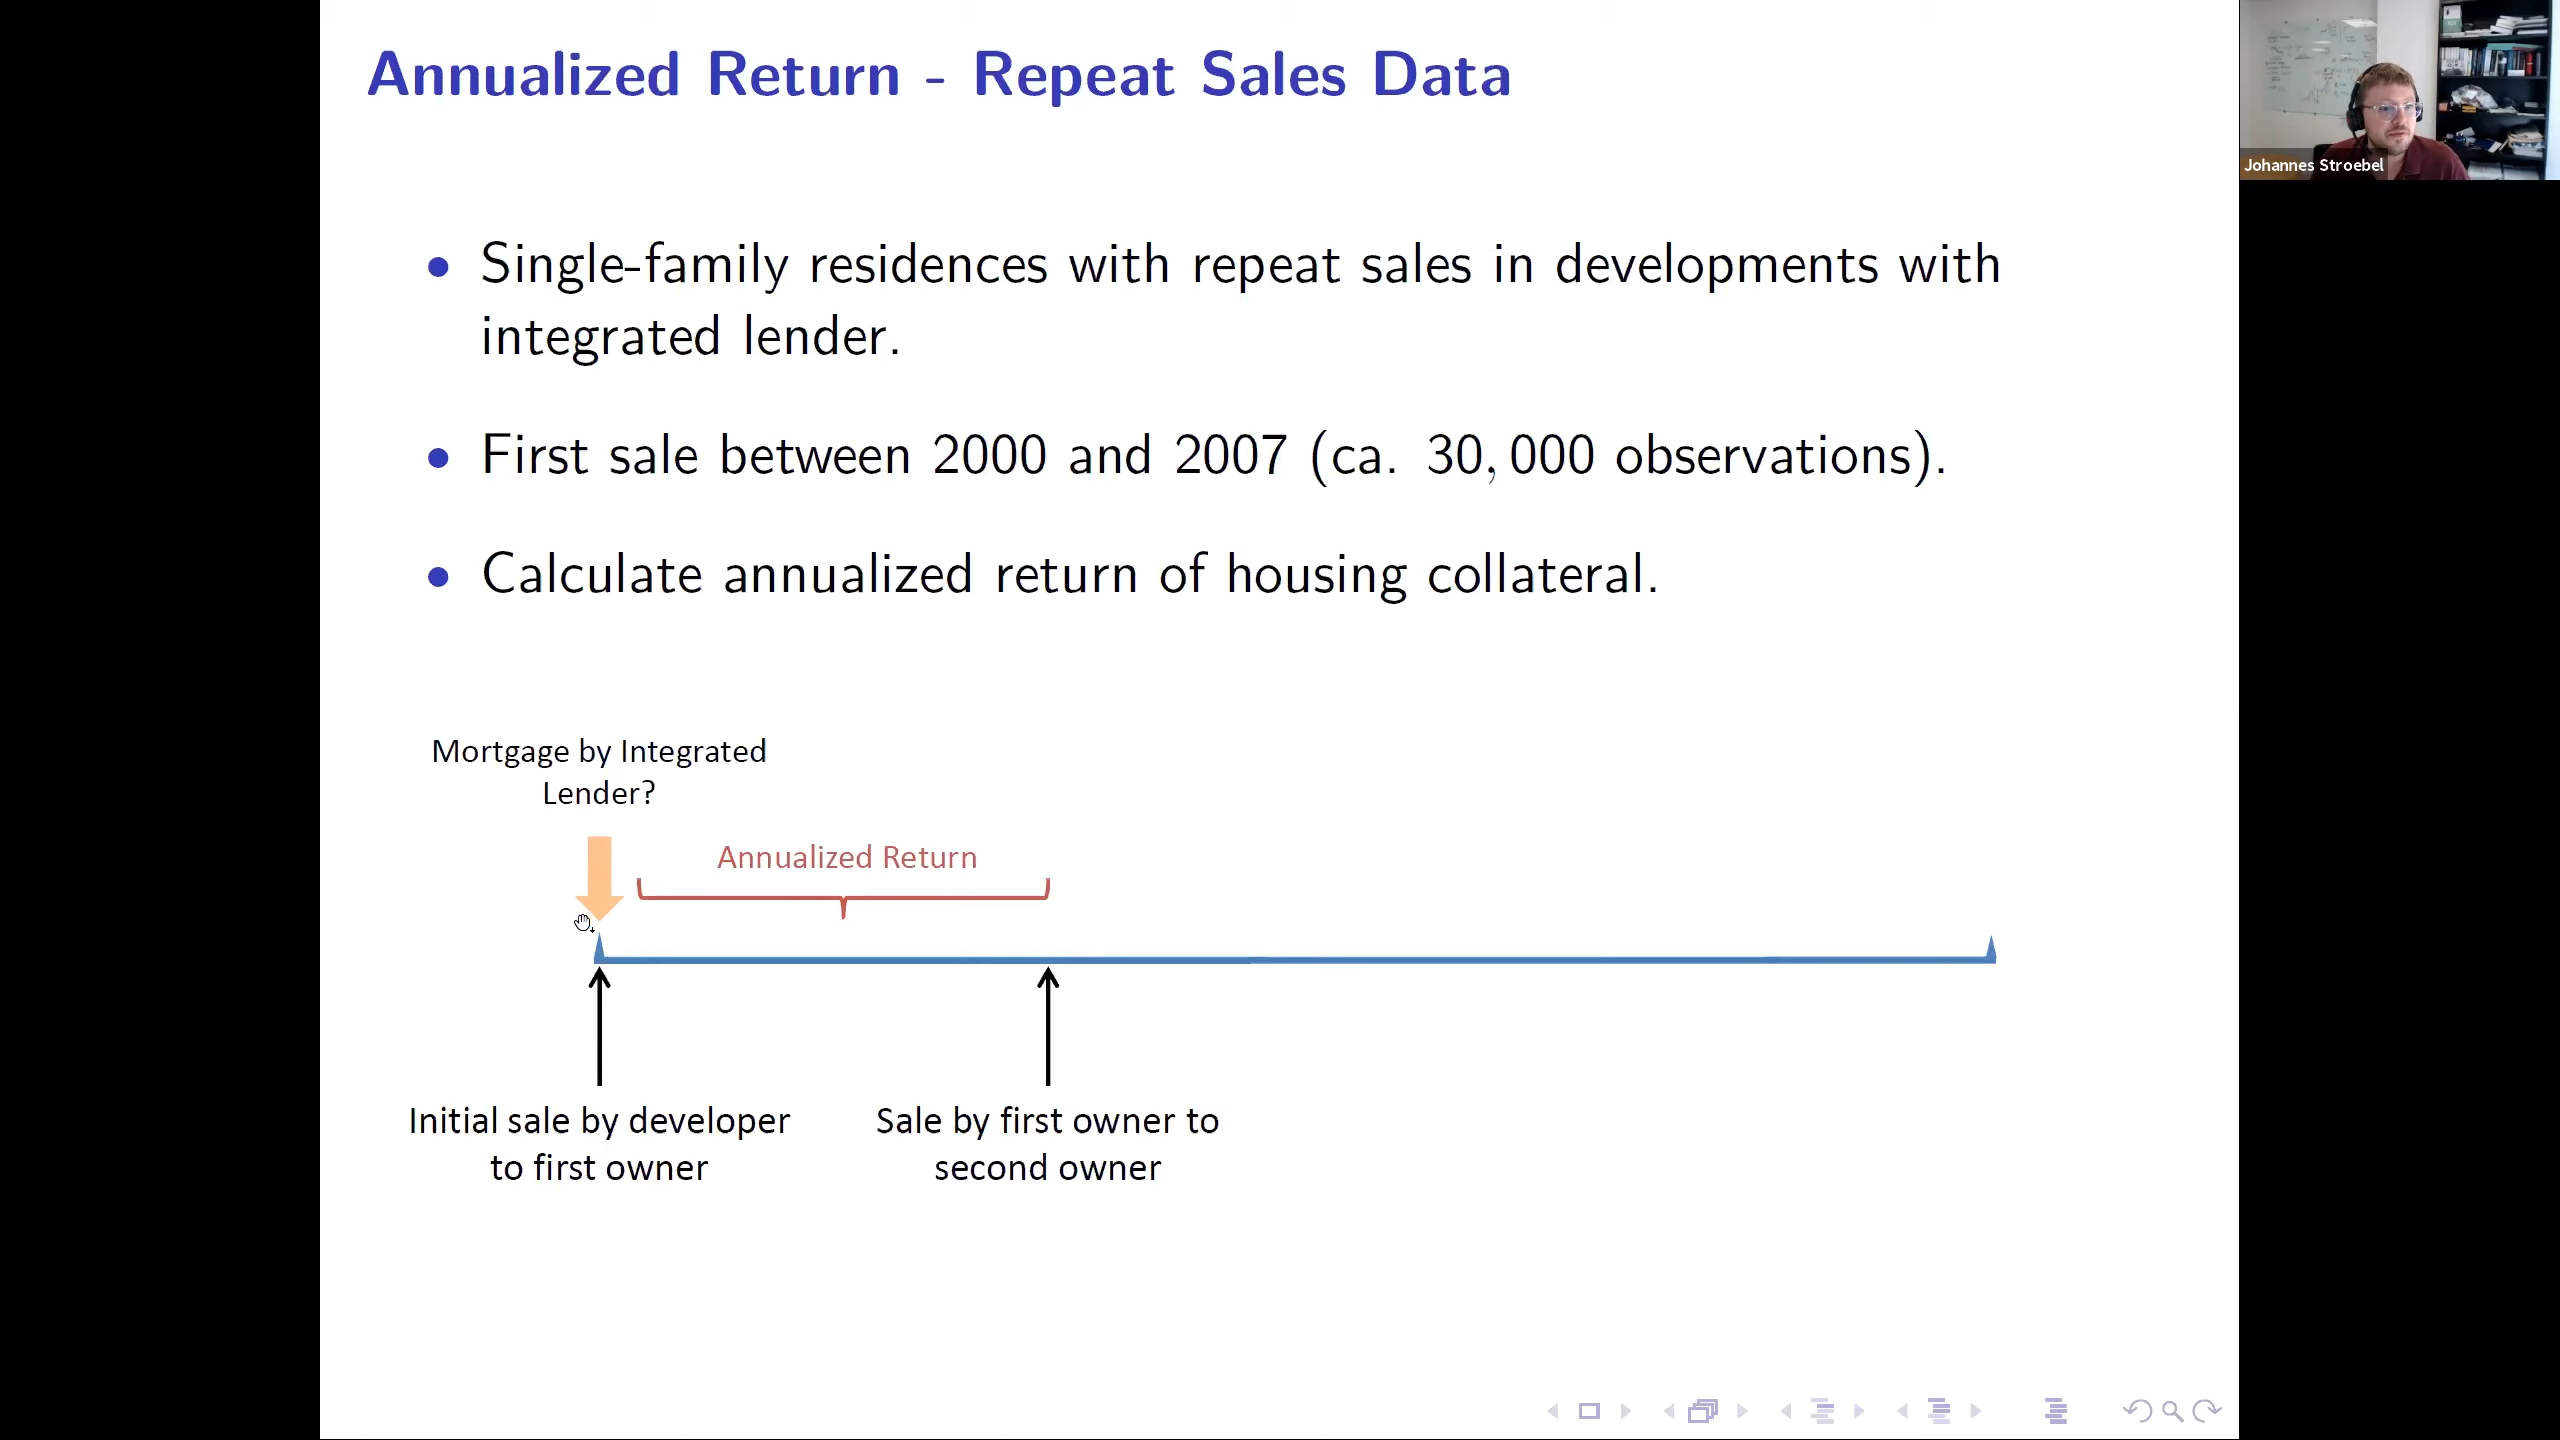 Annualized Return - Repeat Sales Data
Johannes Stroebel
• Single-family residences with repeat sales in developments with
integrated lender.
• First sale between 2000 and 2007 (ca. 30,000 observations).
• Calculate annualized return of housing collateral.
Mortgage by Integrated
Lender?
Annualized Return
Initial sale by developer
to first owner
Sale by first owner to
second owner